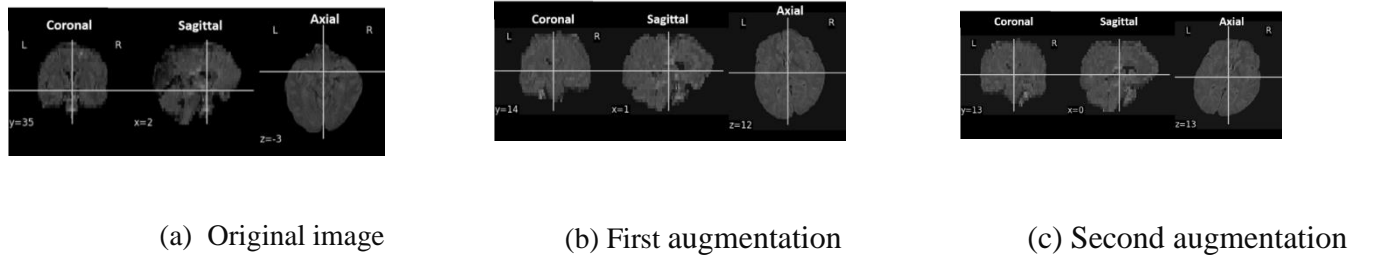 Coronal Sagittal Axial
L R L R
y=35 x=2 z=-3
(a) Original image
Coronal Sagittal Axial
L R L R
y=14 x=1 z=12
(b) First augmentation
Coronal Sagittal Axial
L R L R
y=13 x=0 z=13
(c) Second augmentation